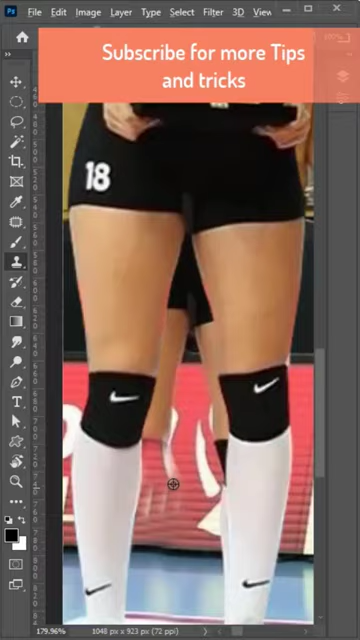 Ps File Edit Image Layer Type Select Filter 3D View
Subscribe for more Tips
and tricks
18
179.96% 1048 px x 923 px (72 ppi)